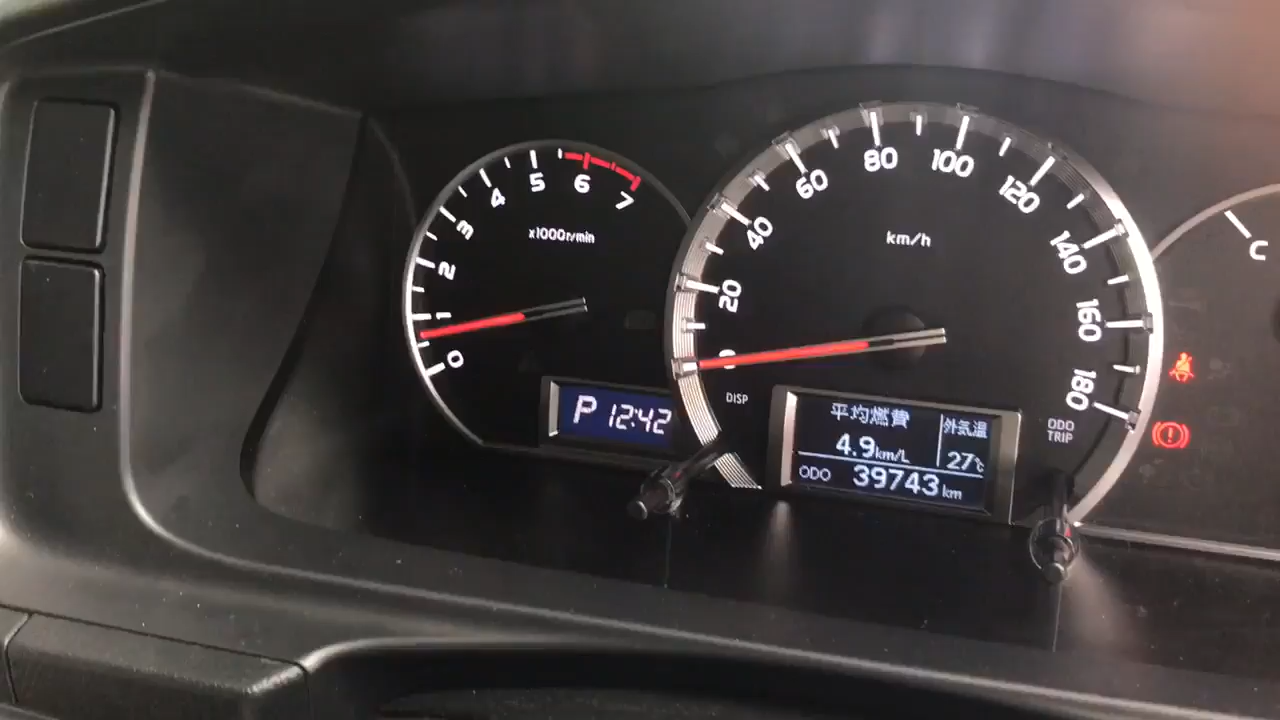 0
1
2
3
4
5
6
7
x1000r/min
P 12:42
0
20
40
60
80
100
120
140
160
180
km/h
DISP
ODO
TRIP
平均燃費
4.9km/L
外気温
27℃
ODO 39743km
C